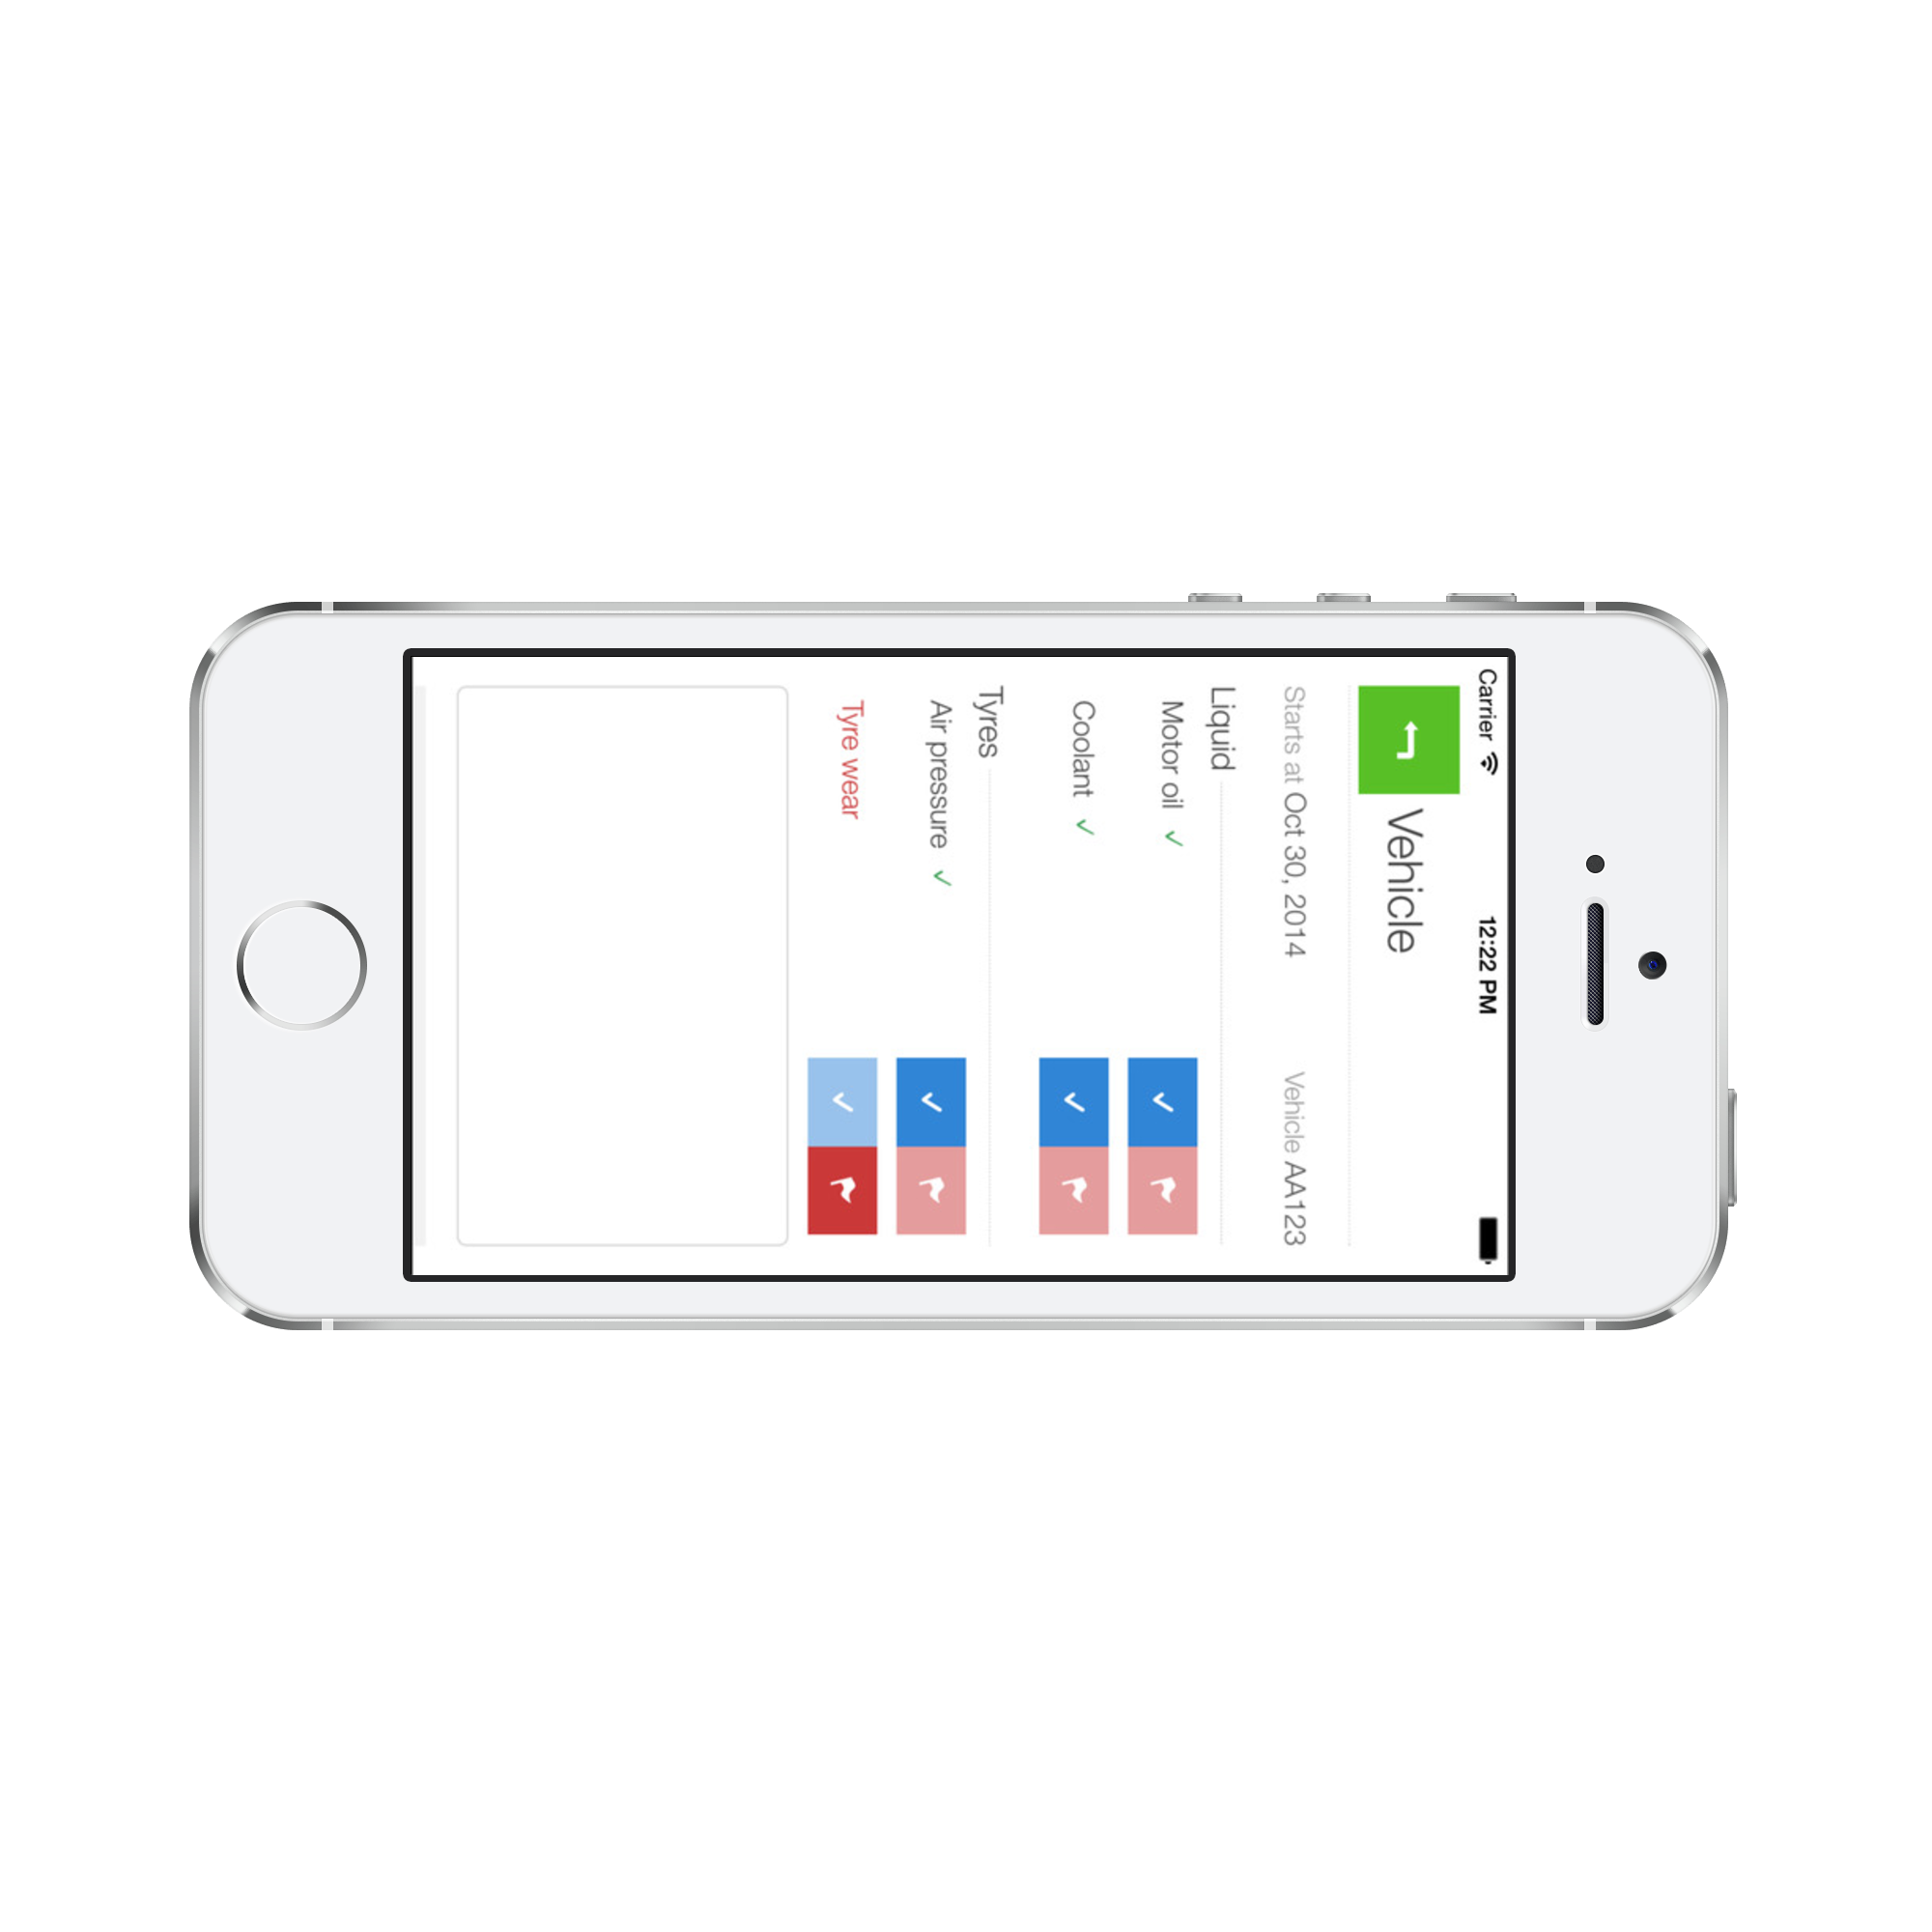 Carrier 12:22 PM
Vehicle
Starts at Oct 30, 2014 Vehicle AA123
Liquid
Motor oil
Coolant
Tyres
Air pressure
Tyre wear